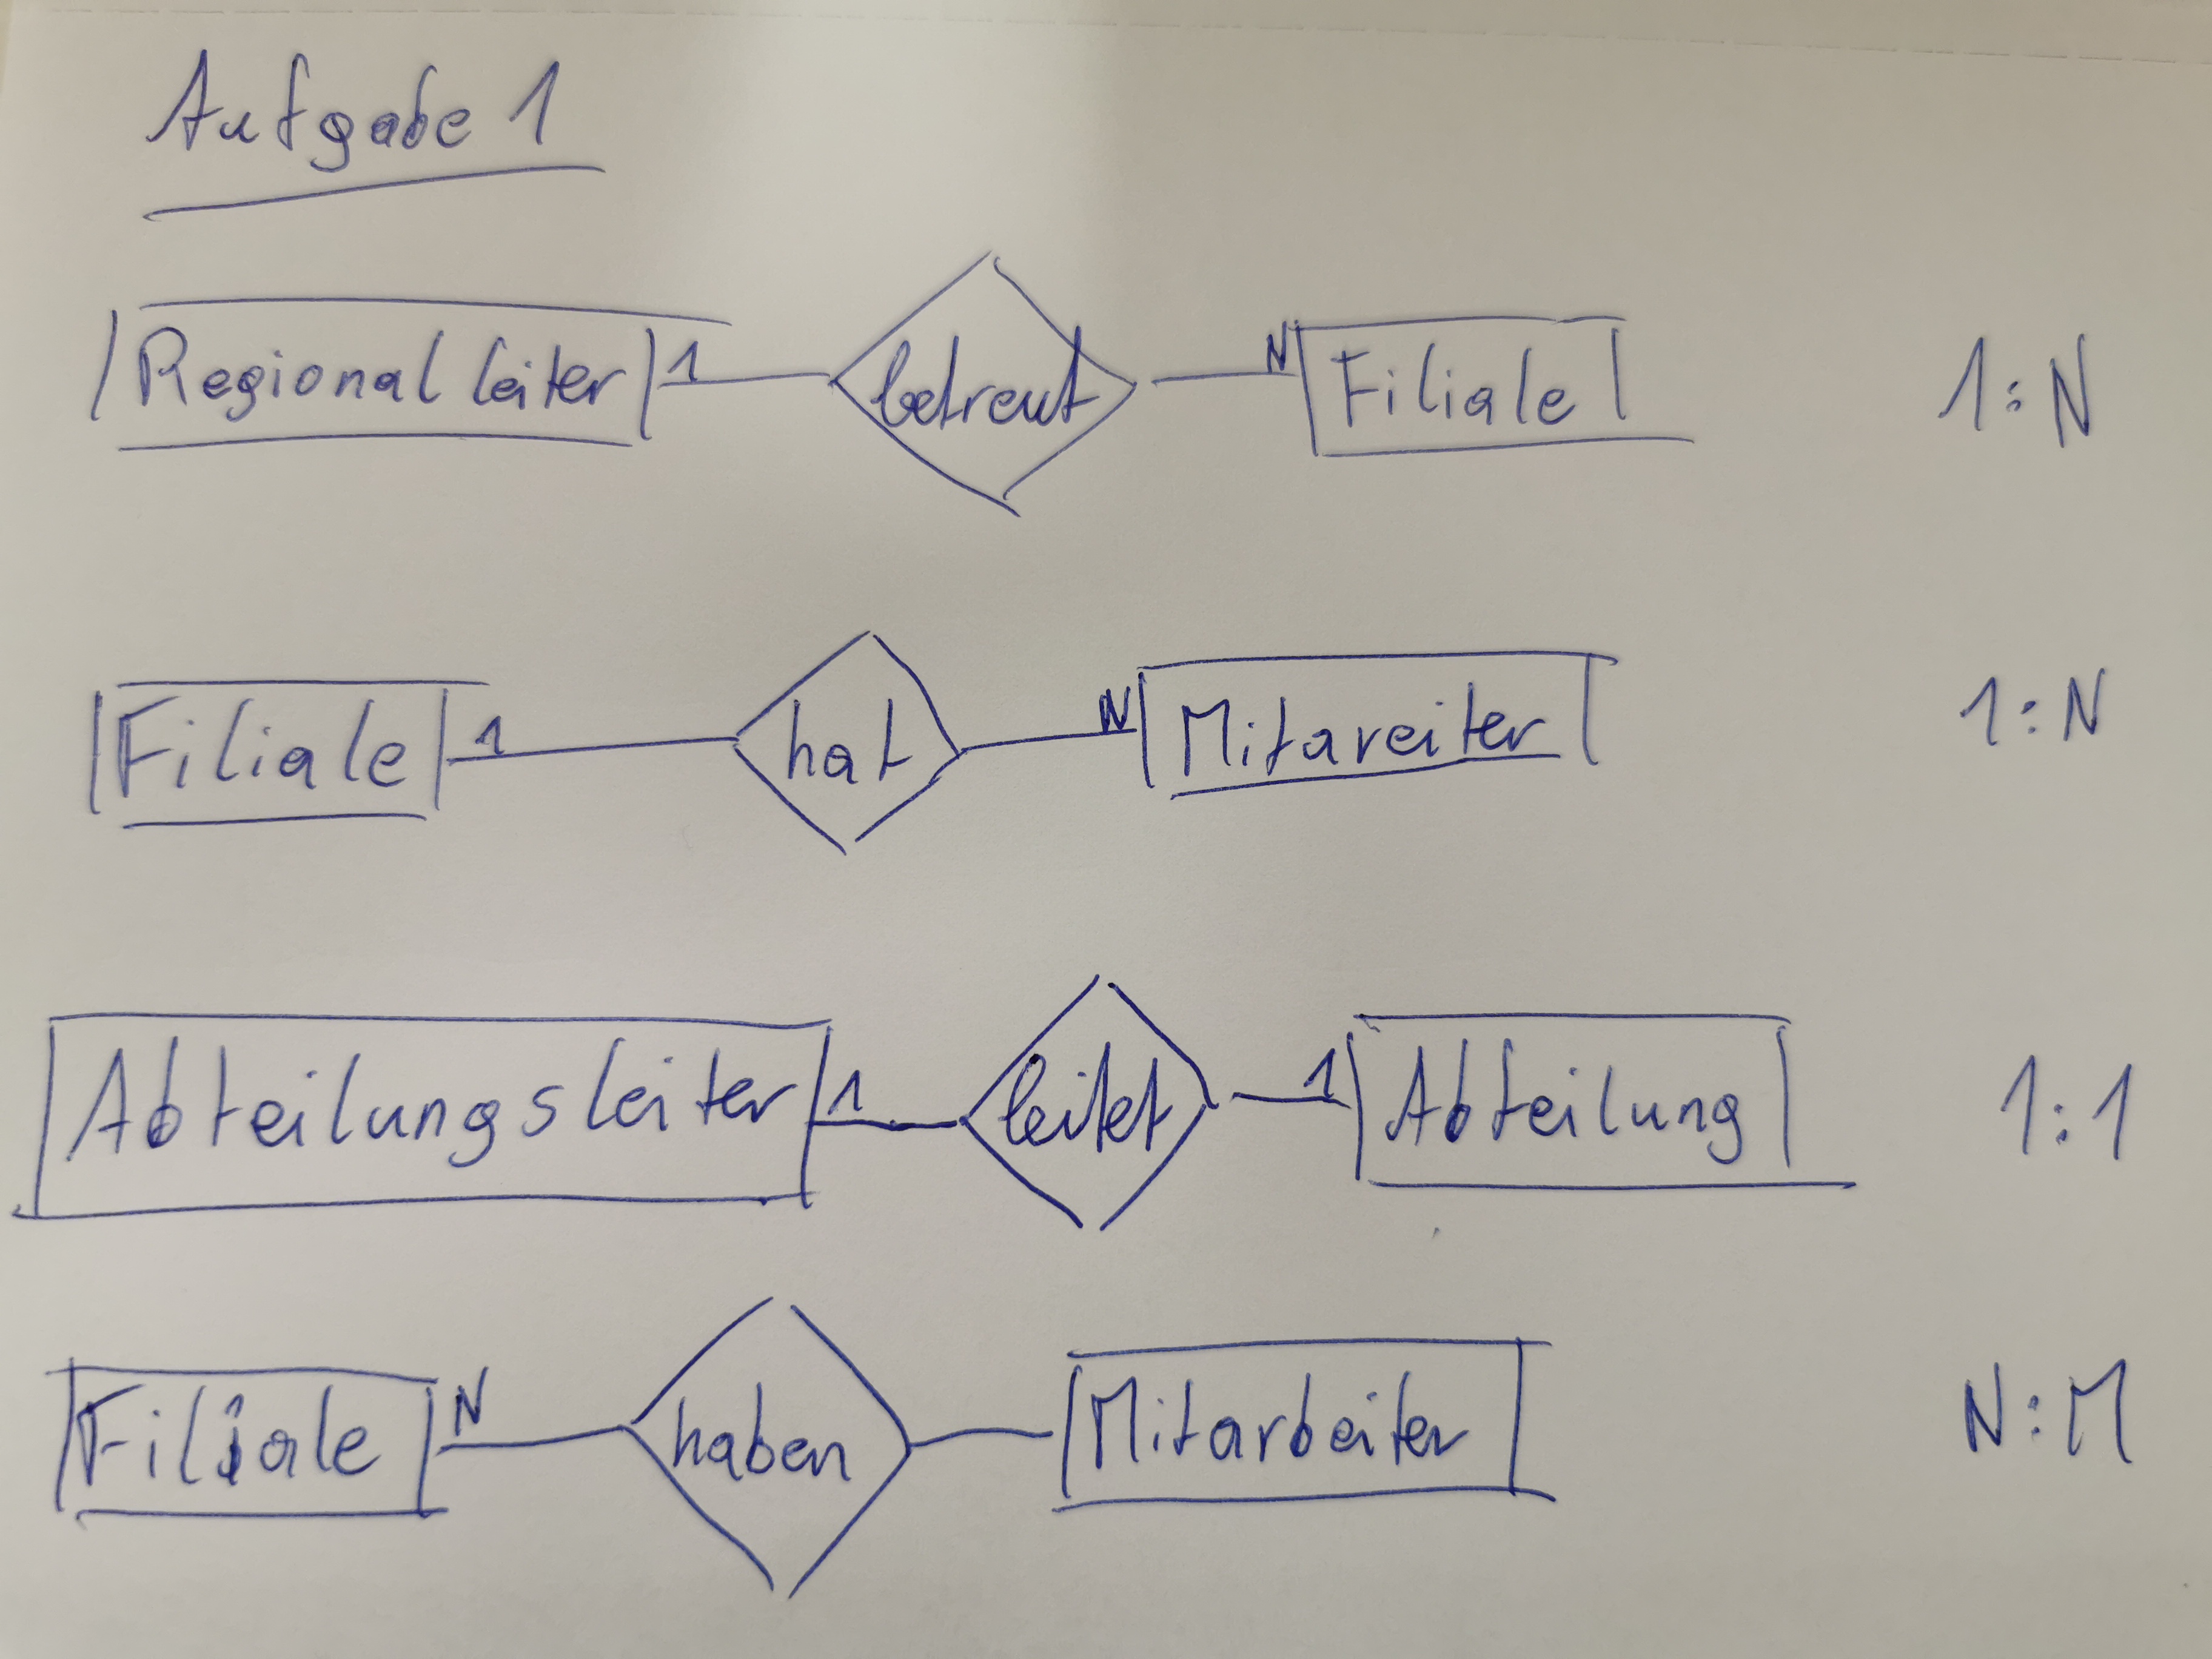 Aufgabe 1
Regionalleiter 1 betreut N Filiale 1:N
Filiale 1 hat N Mitareiter 1:N
Abteilungsleiter 1 leitet 1 Abteilung 1:1
Filiale N haben Mitarbeiter N:M